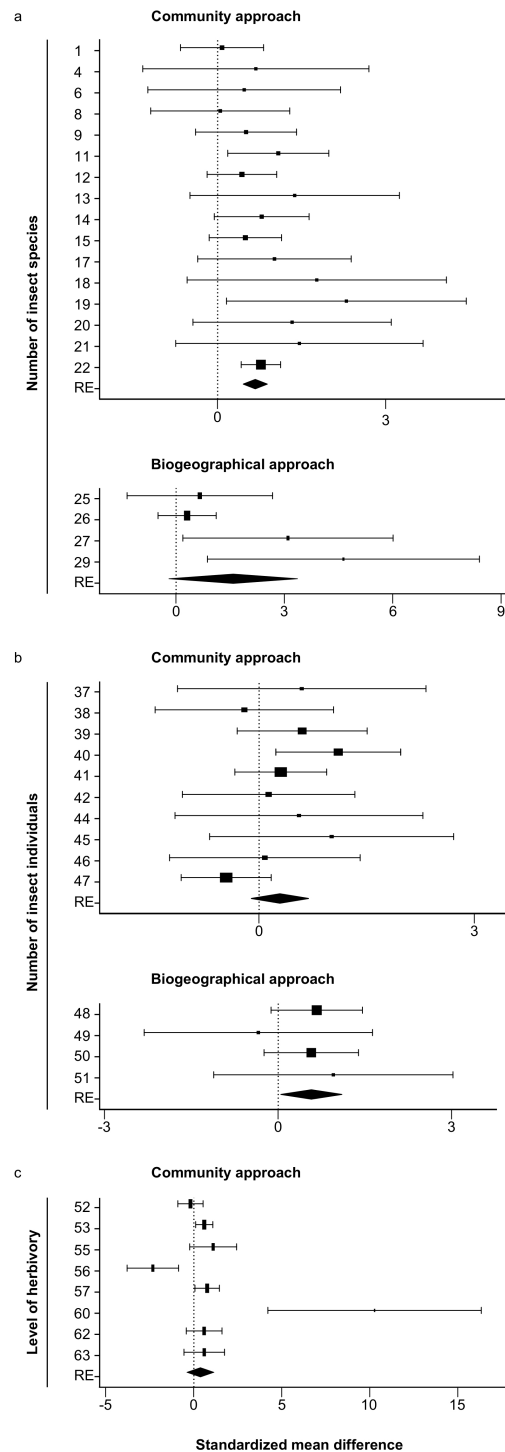 a
Community approach
Number of insect species
1
4
6
8
9
11
12
13
14
15
17
18
19
20
21
22
RE
0 3
Biogeographical approach
25
26
27
29
RE
0 3 6 9
b
Community approach
Number of insect individuals
37
38
39
40
41
42
44
45
46
47
RE
0 3
Biogeographical approach
48
49
50
51
RE
-3 0 3
c
Community approach
Level of herbivory
52
53
55
56
57
60
62
63
RE
-5 0 5 10 15
Standardized mean difference